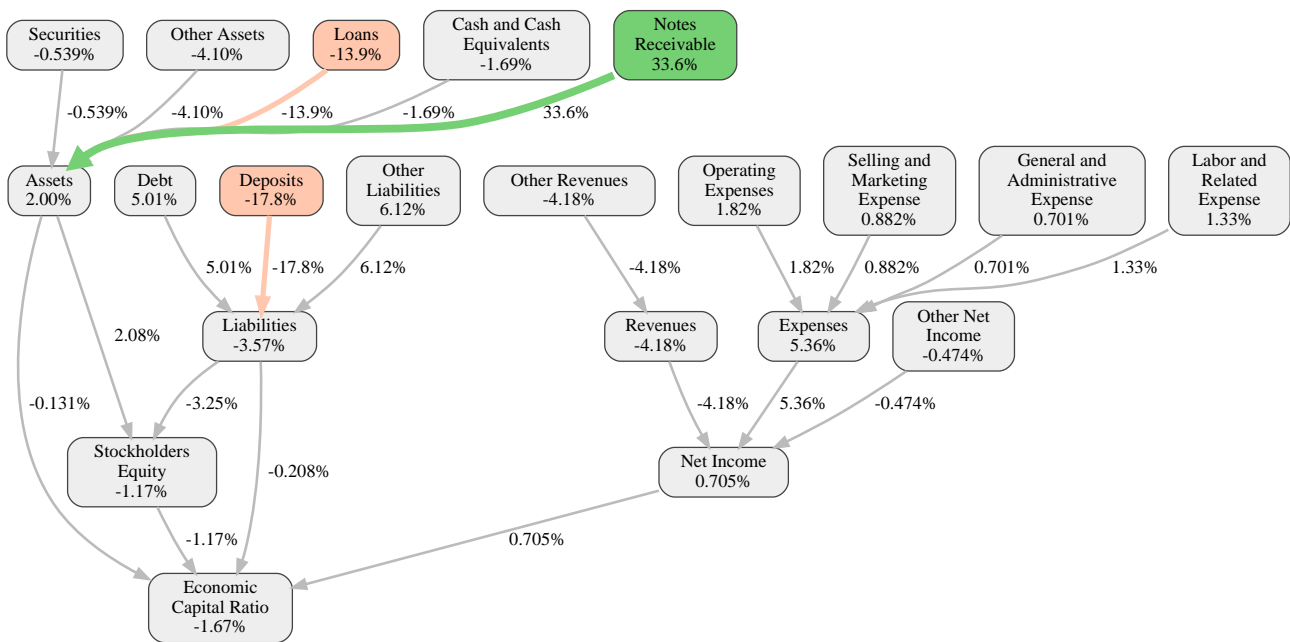 Securities
-0.539%
Other Assets
-4.10%
Loans
-13.9%
Cash and Cash
Equivalents
-1.69%
Notes
Receivable
33.6%
-0.539%
-4.10%
-13.9%
-1.69%
33.6%
Assets
2.00%
Debt
5.01%
Deposits
-17.8%
Other
Liabilities
6.12%
Other Revenues
-4.18%
Operating
Expenses
1.82%
Selling and
Marketing
Expense
0.882%
General and
Administrative
Expense
0.701%
Labor and
Related
Expense
1.33%
5.01%
-17.8%
6.12%
-4.18%
1.82%
0.882%
0.701%
1.33%
2.08%
Liabilities
-3.57%
Revenues
-4.18%
Expenses
5.36%
Other Net
Income
-0.474%
-0.131%
-3.25%
-4.18%
5.36%
-0.474%
Stockholders
Equity
-1.17%
-0.208%
Net Income
0.705%
-1.17%
0.705%
Economic
Capital Ratio
-1.67%